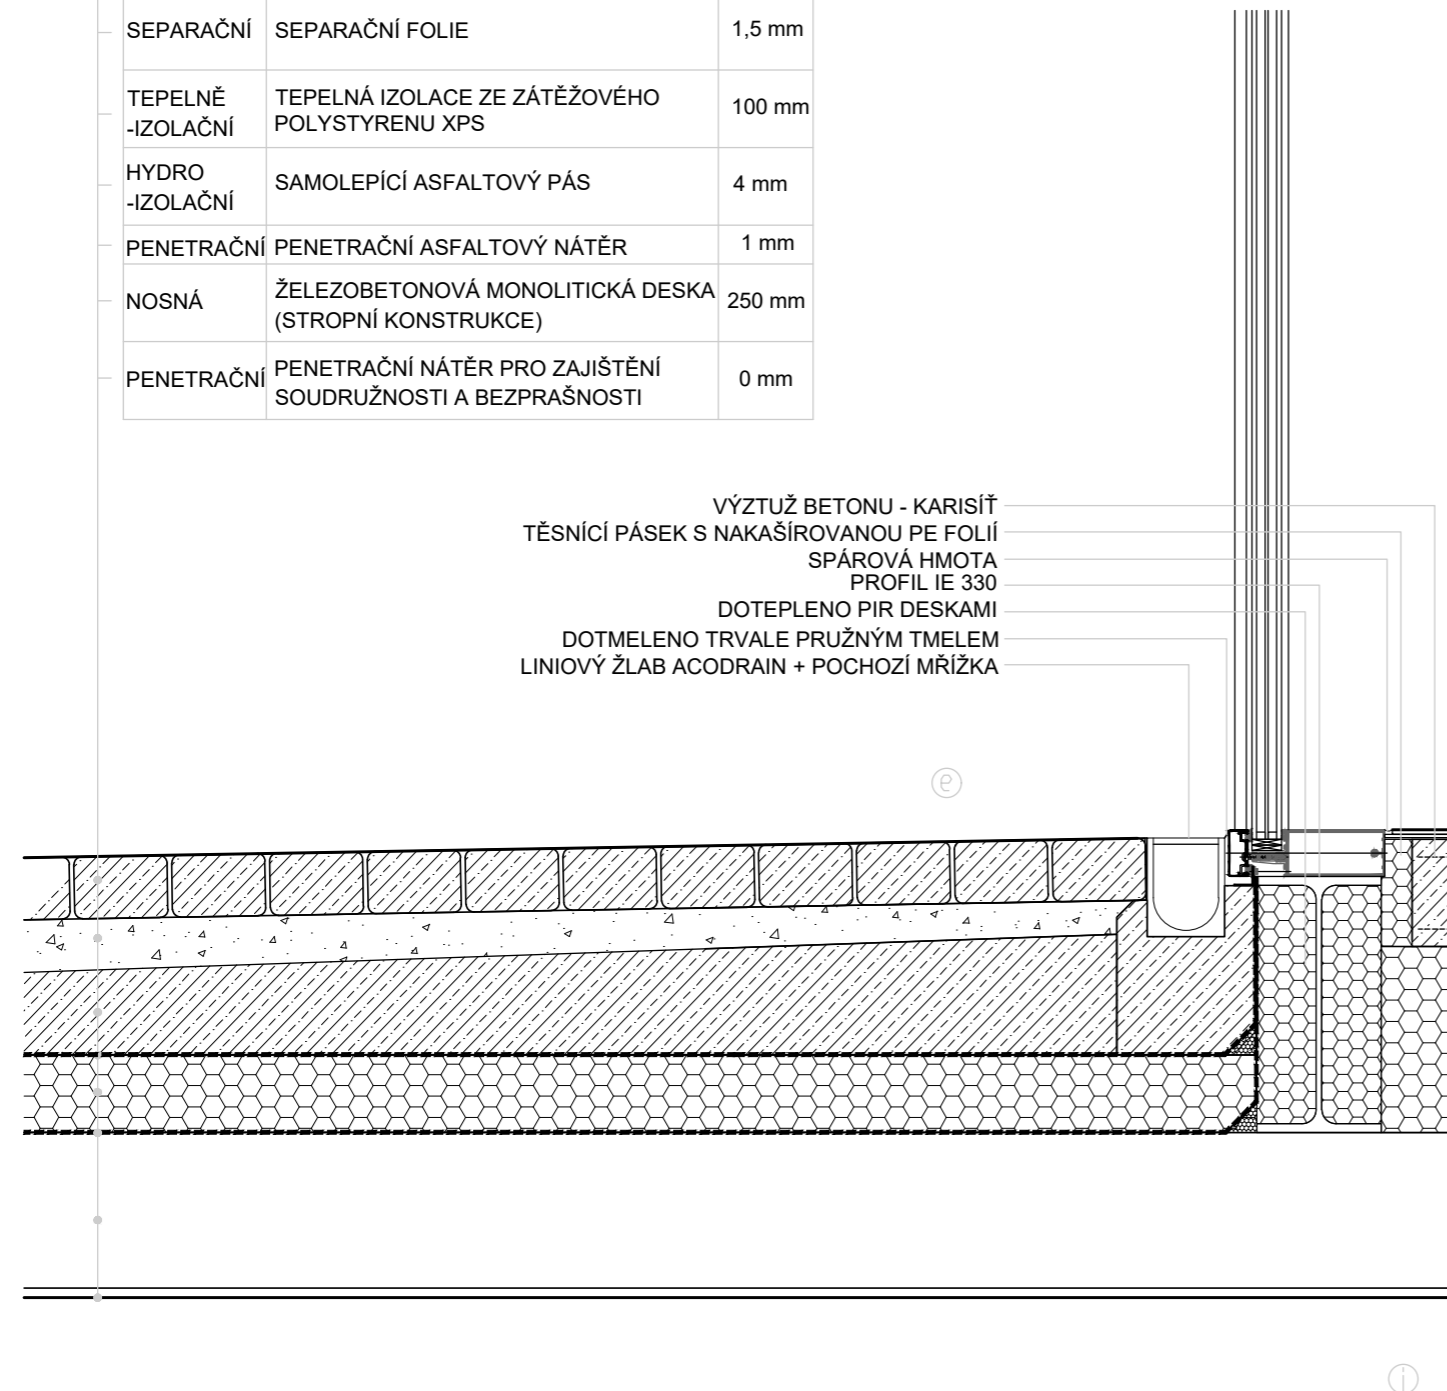 SEPARAČNÍ SEPARAČNÍ FOLIE 1,5 mm
TEPELNĚ
-IZOLAČNÍ
TEPELNÁ IZOLACE ZE ZÁTĚŽOVÉHO
POLYSTYRENU XPS
100 mm
HYDRO
-IZOLAČNÍ
SAMOLEPÍCÍ ASFALTOVÝ PÁS
4 mm
PENETRAČNÍ PENETRAČNÍ ASFALTOVÝ NÁTĚR 1 mm
NOSNÁ
ŽELEZOBETONOVÁ MONOLITICKÁ DESKA
(STROPNÍ KONSTRUKCE)
250 mm
PENETRAČNÍ
PENETRAČNÍ NÁTĚR PRO ZAJIŠTĚNÍ
SOUDRUŽNOSTI A BEZPRAŠNOSTI
0 mm
VÝZTUŽ BETONU - KARISÍŤ
TĚSNÍCÍ PÁSEK S NAKAŠÍROVANOU PE FOLIÍ
SPÁROVÁ HMOTA
PROFIL IE 330
DOTEPLENO PIR DESKAMI
DOTMELENO TRVALE PRUŽNÝM TMELEM
LINIOVÝ ŽLAB ACODRAIN + POCHOZÍ MŘÍŽKA
e
i